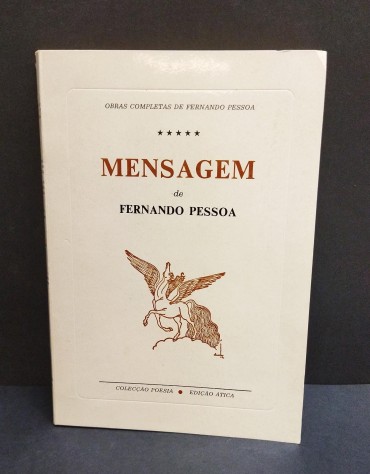 OBRAS COMPLETAS DE FERNANDO PESSOA
★★★★★
MENSAGEM
de
FERNANDO PESSOA
COLECÇÃO POESIA ● EDIÇÃO ÁTICA